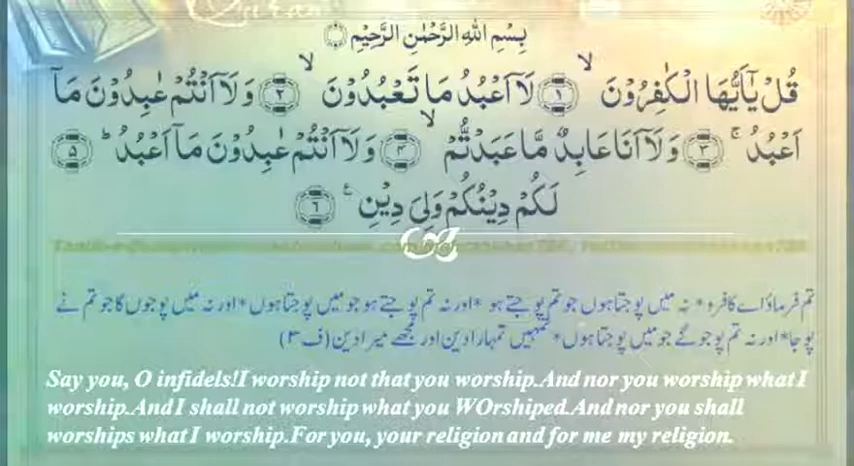 Quran
بِسْمِ اللهِ الرَّحْمٰنِ الرَّحِيْمِ ۝
قُلْ يٰٓاَيُّهَا الْكٰفِرُوْنَ ۙ﴿۱﴾ لَاۤ اَعْبُدُ مَا تَعْبُدُوْنَ ۙ﴿۲﴾ وَلَاۤ اَنْتُمْ عٰبِدُوْنَ مَاۤ
اَعْبُدُ ۚ﴿۳﴾ وَلَاۤ اَنَا عَابِدٌ مَّا عَبَدْتُّمْ ۙ﴿۴﴾ وَلَاۤ اَنْتُمْ عٰبِدُوْنَ مَاۤ اَعْبُدُ ؕ﴿۵﴾
لَكُمْ دِيْنُكُمْ وَلِيَ دِيْنِ ۧ﴿۶﴾
تم فرماؤ اے کافرو * نہ میں پوجتا ہوں جو تم پوجتے ہو * اور نہ تم پوجتے ہو جو میں پوجتا ہوں * اور نہ میں پوجوں گا جو تم نے
پوجا * اور نہ تم پوجو گے جو میں پوجتا ہوں * تمہیں تمہارا دین اور مجھے میرا دین (ف۳)
Say you, O infidels!I worship not that you worship.And nor you worship what I
worship.And I shall not worship what you WOrshiped.And nor you shall
worships what I worship.For you, your religion and for me my religion.